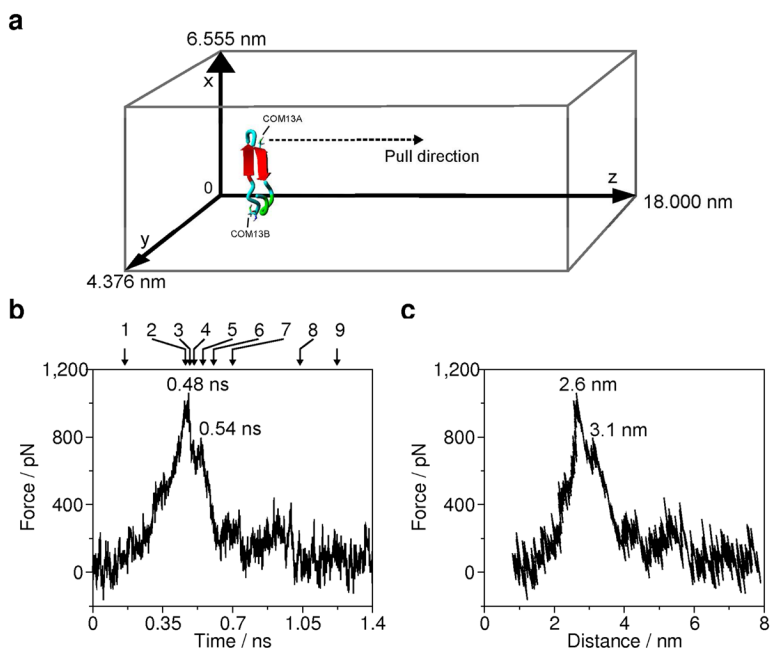 a
6.555 nm
x
COM13A
Pull direction
0
z
18.000 nm
COM13B
y
4.376 nm
b
1 2 3 4 5 6 7 8 9
1,200
0.48 ns
0.54 ns
800
400
0
Force / pN
0 0.35 0.7 1.05 1.4
Time / ns
c
1,200
2.6 nm
3.1 nm
800
400
0
Force / pN
0 2 4 6 8
Distance / nm